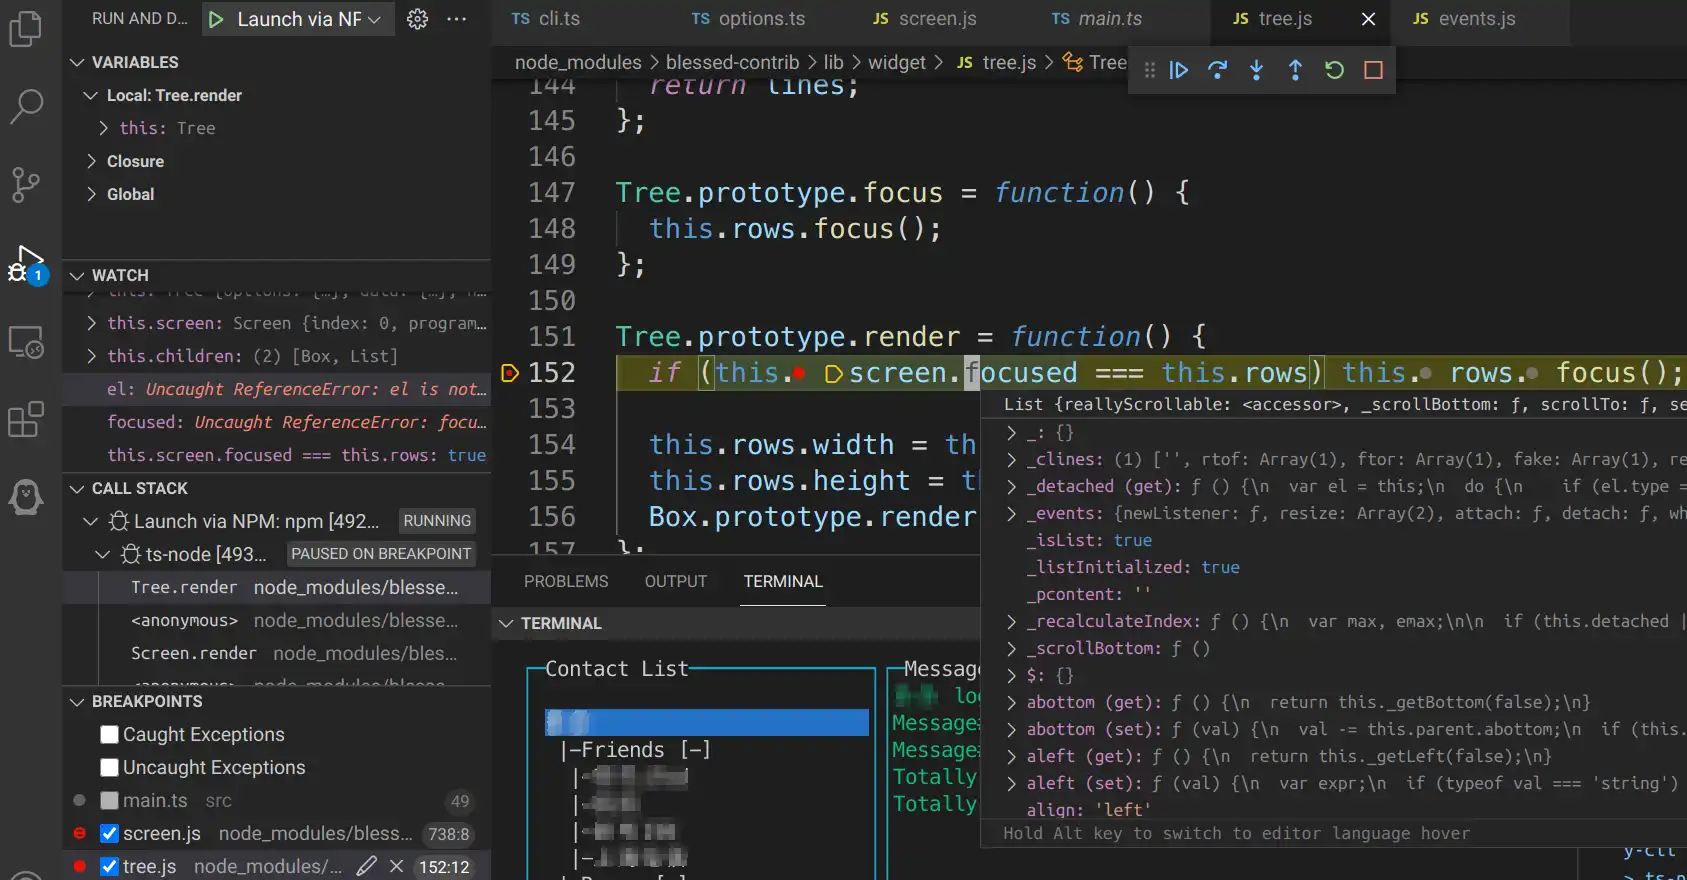 RUN AND D...
Launch via NF
VARIABLES
Local: Tree.render
this: Tree
Closure
Global
WATCH
this.screen: Screen {index: 0, program…
this.children: (2) [Box, List]
el: Uncaught ReferenceError: el is not…
focused: Uncaught ReferenceError: focu…
this.screen.focused === this.rows: true
CALL STACK
Launch via NPM: npm [492... RUNNING
ts-node [493... PAUSED ON BREAKPOINT
Tree.render node_modules/blesse...
<anonymous> node_modules/blesse...
Screen.render node_modules/bles...
BREAKPOINTS
Caught Exceptions
Uncaught Exceptions
main.ts src 49
screen.js node_modules/bless... 738:8
tree.js node_modules/... 152:12
1
TS cli.ts
TS options.ts
JS screen.js
TS main.ts
JS tree.js
JS events.js
node_modules > blessed-contrib > lib > widget > JS tree.js > Tree
144 return lines;
145 };
146
147 Tree.prototype.focus = function() {
148 this.rows.focus();
149 };
150
151 Tree.prototype.render = function() {
152 if (this. screen.focused === this.rows) this. rows. focus();
153
154 this.rows.width = th
155 this.rows.height = t
156 Box.prototype.render
157 };
List {reallyScrollable: <accessor>, _scrollBottom: ƒ, scrollTo: ƒ, se
_: {}
_clines: (1) ['', rtof: Array(1), ftor: Array(1), fake: Array(1), re
_detached (get): ƒ () {\n  var el = this;\n  do {\n    if (el.type =
_events: {newListener: ƒ, resize: Array(2), attach: ƒ, detach: ƒ, wh
_isList: true
_listInitialized: true
_pcontent: ''
_recalculateIndex: ƒ () {\n  var max, emax;\n\n  if (this.detached |
_scrollBottom: ƒ ()
$: {}
abottom (get): ƒ () {\n  return this._getBottom(false);\n}
abottom (set): ƒ (val) {\n  val -= this.parent.abottom;\n  if (this.
aleft (get): ƒ () {\n  return this._getLeft(false);\n}
aleft (set): ƒ (val) {\n  var expr;\n  if (typeof val === 'string')
align: 'left'
Hold Alt key to switch to editor language hover
PROBLEMS OUTPUT TERMINAL
TERMINAL
Contact List
|-Friends [-]
Message
lo
Message
Message
Totally
Totally
y-cli
> ts-n